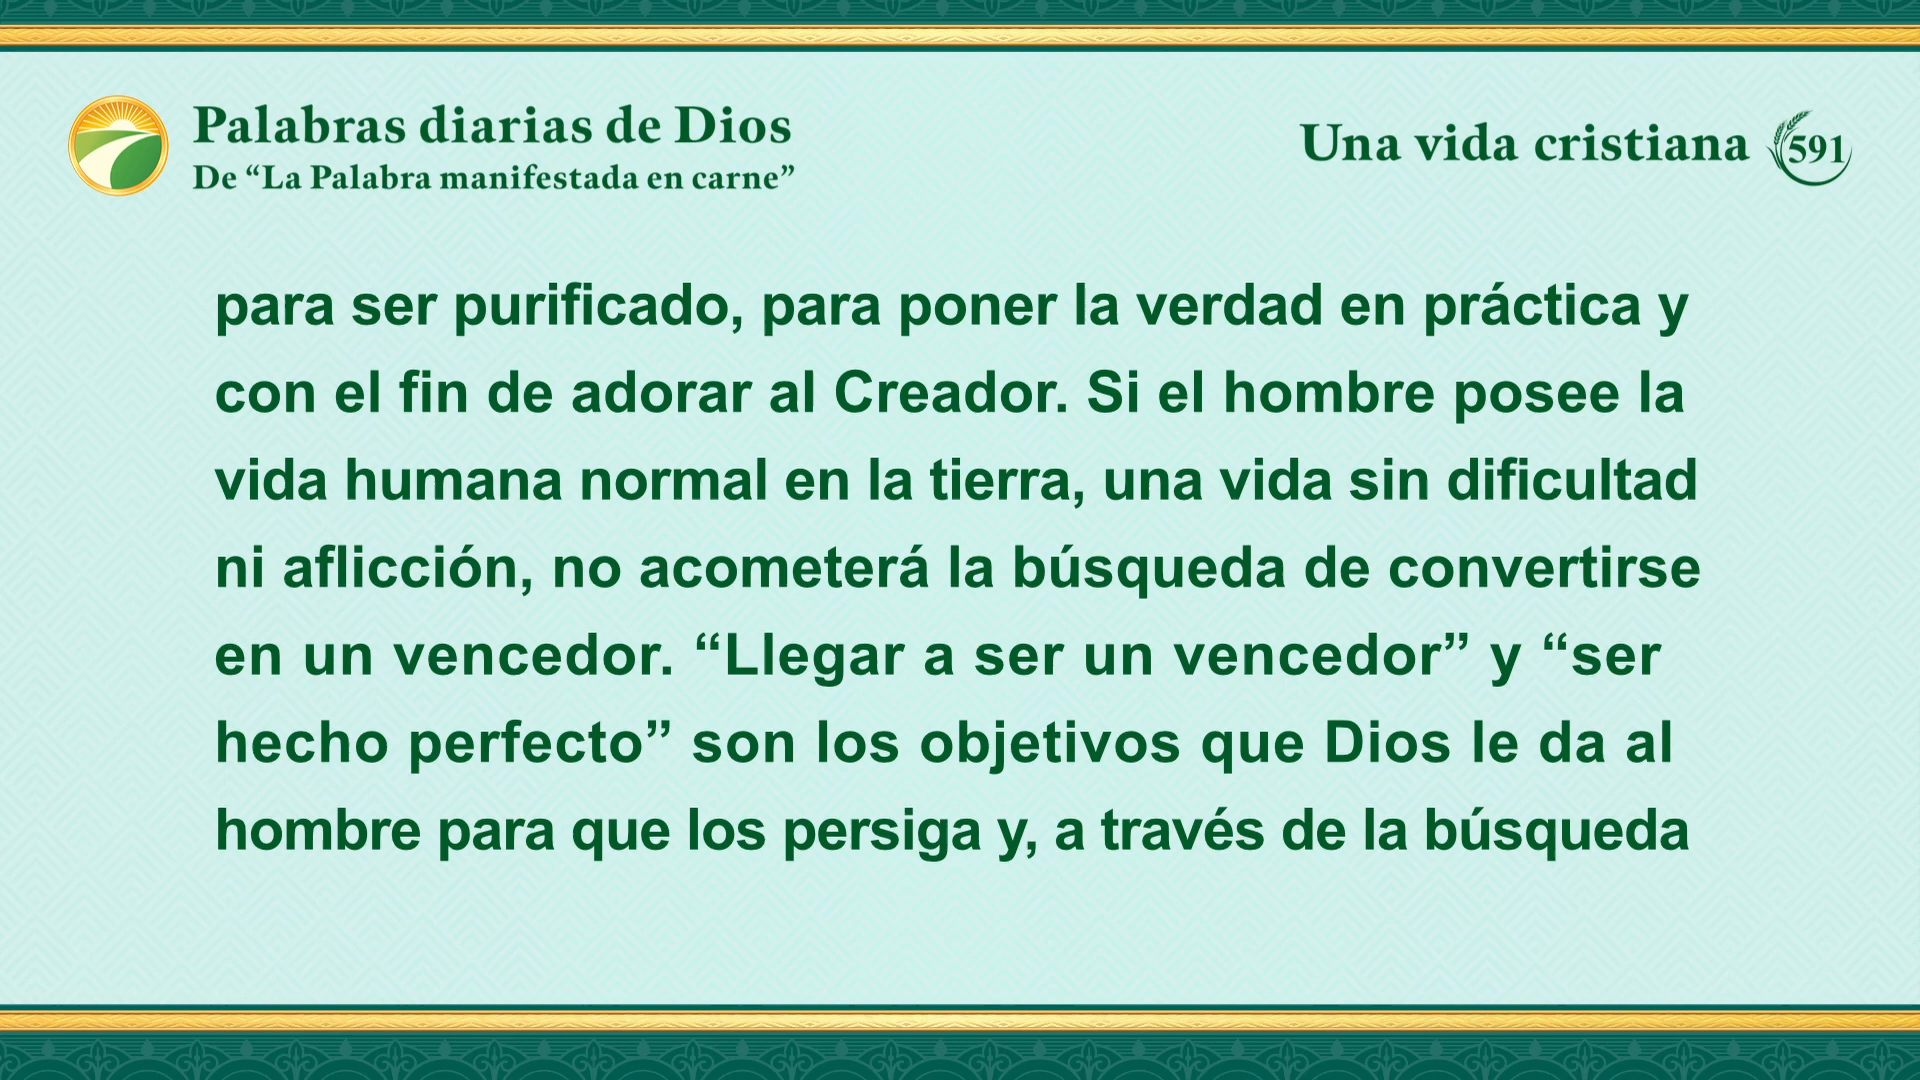 Palabras diarias de Dios
De “La Palabra manifestada en carne”
Una vida cristiana 591
para ser purificado, para poner la verdad en práctica y
con el fin de adorar al Creador. Si el hombre posee la
vida humana normal en la tierra, una vida sin dificultad
ni aflicción, no acometerá la búsqueda de convertirse
en un vencedor. “Llegar a ser un vencedor” y “ser
hecho perfecto” son los objetivos que Dios le da al
hombre para que los persiga y, a través de la búsqueda